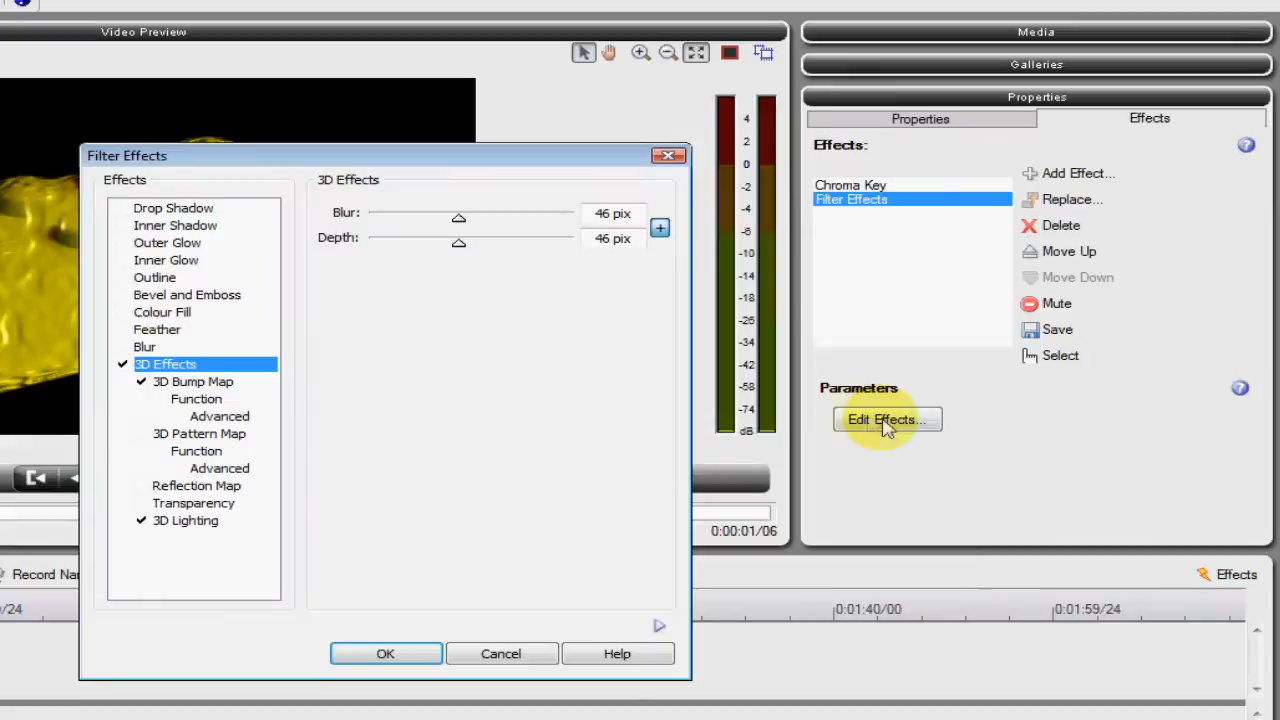 Video Preview
Media
Galleries
Properties
Properties
Effects
Effects:
Chroma Key
Filter Effects
Add Effect...
Replace...
Delete
Move Up
Move Down
Mute
Save
Select
Parameters
Edit Effects...
4
2
0
-2
-4
-6
-10
-14
-18
-26
-34
-42
-58
-74
dB
0:00:01/06
Filter Effects
Effects
Drop Shadow
Inner Shadow
Outer Glow
Inner Glow
Outline
Bevel and Emboss
Colour Fill
Feather
Blur
3D Effects
3D Bump Map
Function
Advanced
3D Pattern Map
Function
Advanced
Reflection Map
Transparency
3D Lighting
3D Effects
Blur:
46 pix
Depth:
46 pix
+
OK
Cancel
Help
Record Nar
Effects
/24
0:01:40/00
0:01:59/24